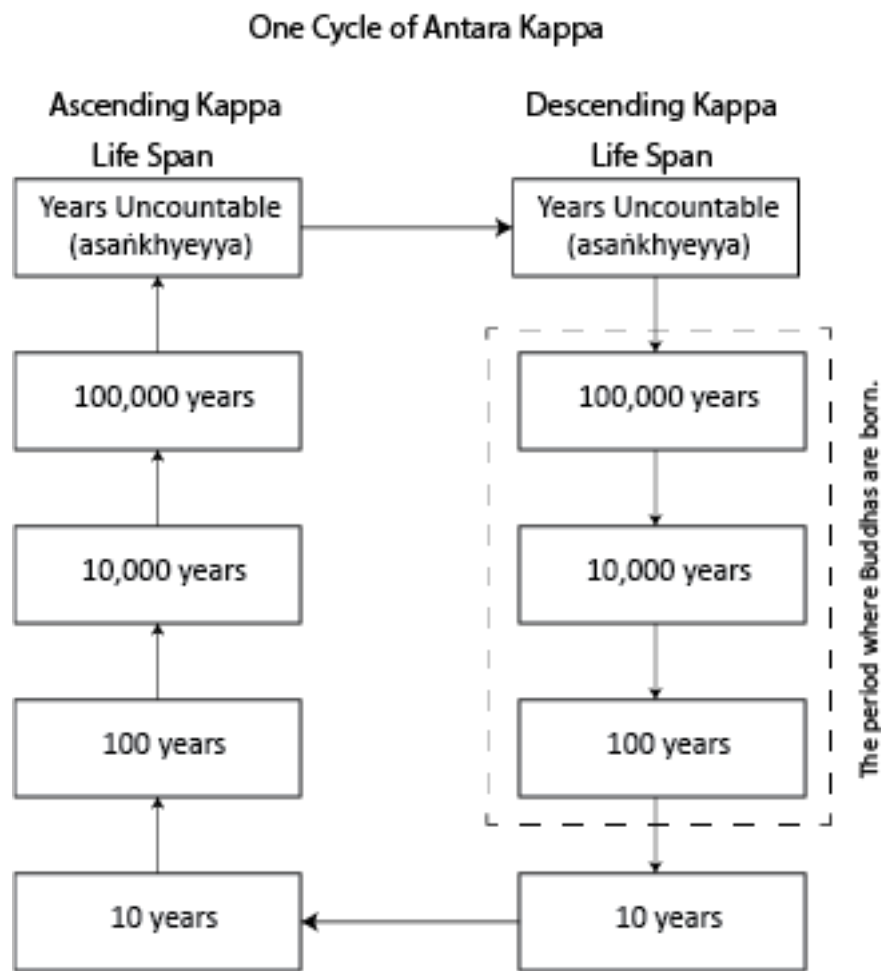 One Cycle of Antara Kappa
Ascending Kappa
Life Span
Years Uncountable
(asaṅkhyeyya)
100,000 years
10,000 years
100 years
10 years
Descending Kappa
Life Span
Years Uncountable
(asaṅkhyeyya)
100,000 years
10,000 years
100 years
10 years
The period where Buddhas are born.